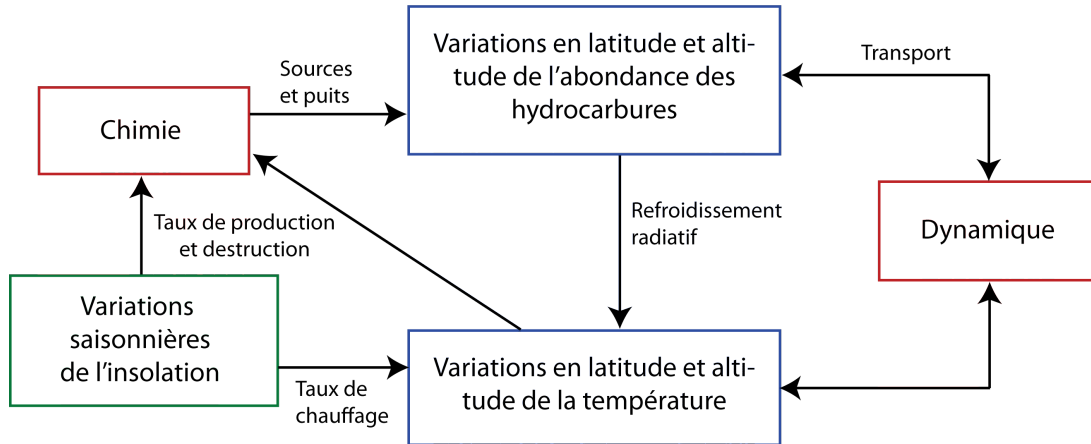 Variations en latitude et alti-
tude de l'abondance des
hydrocarbures
Transport
Sources
et puits
Chimie
Taux de production
et destruction
Refroidissement
radiatif
Dynamique
Variations
saisonnières
de l'insolation
Taux de
chauffage
Variations en latitude et alti-
tude de la température